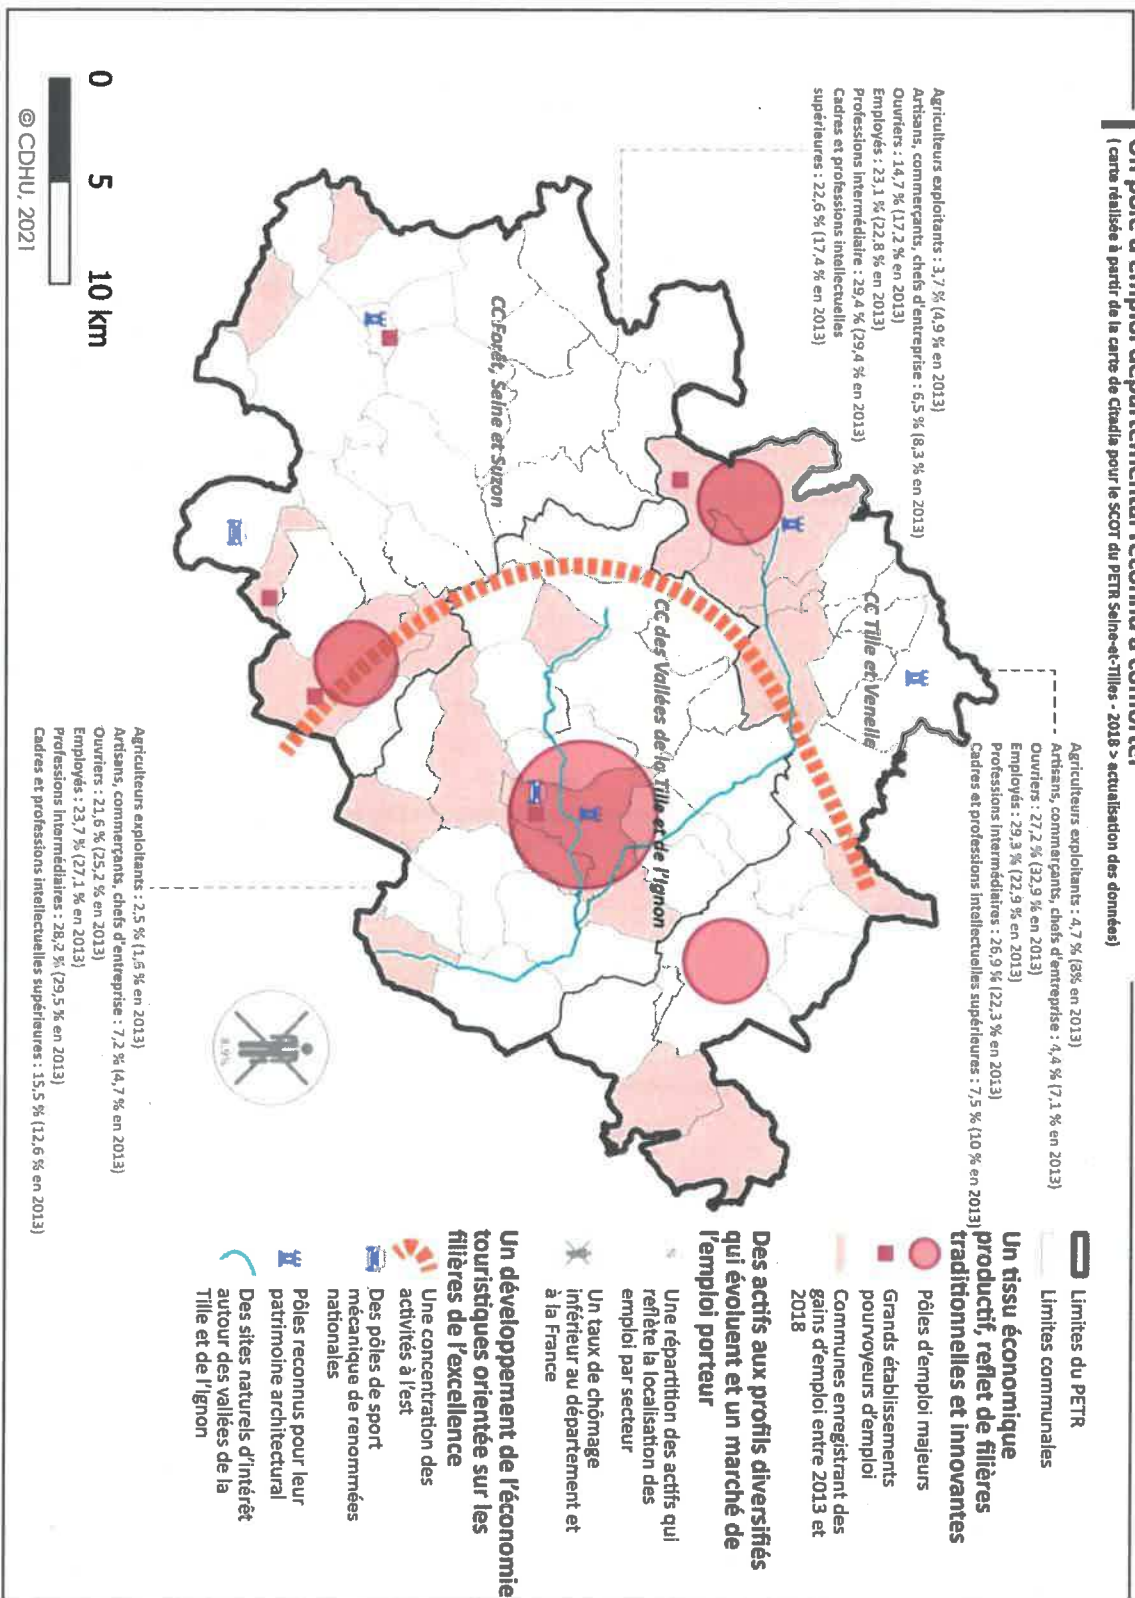 Un pôle d'emploi départemental reconnu à conforter
( carte réalisée à partir de la carte de Citadia pour le SCOT du PETR Seine-et-Tilles - 2018 > actualisation des données)
Agriculteurs exploitants : 3,7 % (4,9 % en 2013)
Artisans, commerçants, chefs d'entreprise : 6,5 % (8,3 % en 2013)
Ouvriers : 14,7 % (17,2 % en 2013)
Employés : 23,1 % (22,8 % en 2013)
Professions intermédiaire : 29,4 % (29,4 % en 2013)
Cadres et professions intellectuelles
supérieures : 22,6 % (17,4 % en 2013)
Agriculteurs exploitants : 4,7 % (8% en 2013)
Artisans, commerçants, chefs d'entreprise : 4,4 % (7,1 % en 2013)
Ouvriers : 27,2 % (32,9 % en 2013)
Employés : 29,3 % (22,9 % en 2013)
Professions intermédiaires : 26,9 % (22,3 % en 2013)
Cadres et professions intellectuelles supérieures : 7,5 % (10 % en 2013)
CC Tille et Venelle
CC des Vallées de la Tille et de l'Ignon
CC Forêt, Seine et Suzon
8,9%
Agriculteurs exploitants : 2,5 % (1,6 % en 2013)
Artisans, commerçants, chefs d'entreprise : 7,2 % (4,7 % en 2013)
Ouvriers : 21,6 % (25,2 % en 2013)
Employés : 23,7 % (27,1 % en 2013)
Professions intermédiaires : 28,2 % (29,5 % en 2013)
Cadres et professions intellectuelles supérieures : 15,5 % (12,6 % en 2013)
0 5 10 km
© CDHU, 2021
Limites du PETR
Limites communales
Un tissu économique
productif, reflet de filières
traditionnelles et innovantes
Pôles d'emploi majeurs
Grands établissements
pourvoyeurs d'emploi
Communes enregistrant des
gains d'emploi entre 2013 et
2018
Des actifs aux profils diversifiés
qui évoluent et un marché de
l'emploi porteur
%
Une répartition des actifs qui
reflète la localisation des
emploi par secteur
Un taux de chômage
inférieur au département et
à la France
Un développement de l'économie
touristiques orientée sur les
filières de l'excellence
Une concentration des
activités à l'est
Des pôles de sport
mécanique de renommées
nationales
Pôles reconnus pour leur
patrimoine architectural
Des sites naturels d'intérêt
autour des vallées de la
Tille et de l'Ignon